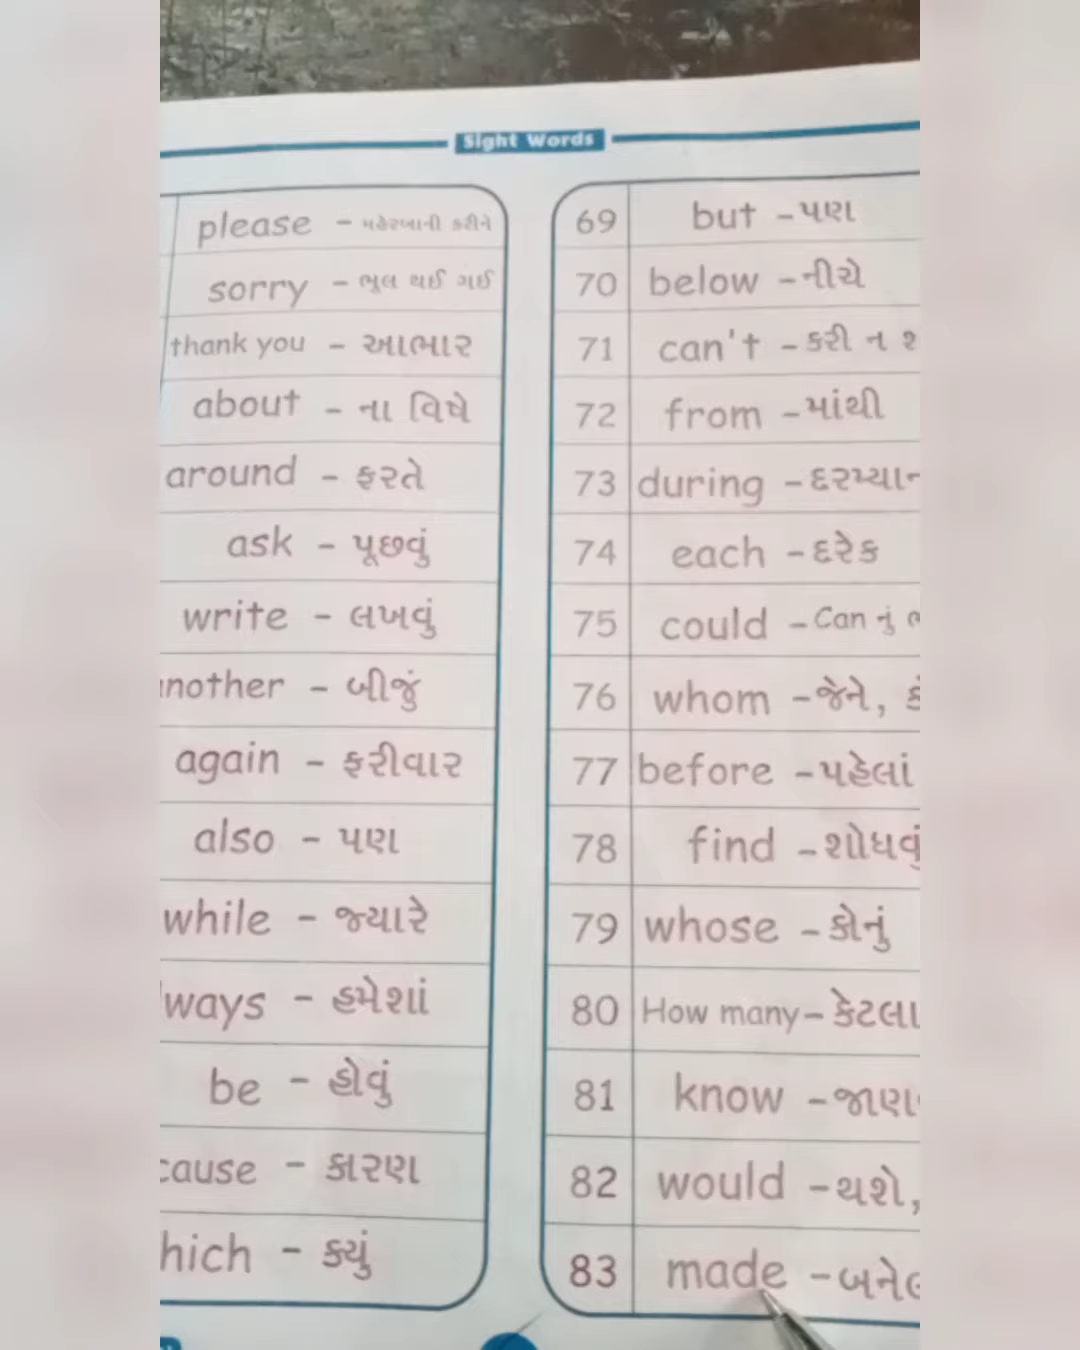 Sight Words
please - મહેરબાની કરીને
sorry - ભુલ થઈ ગઈ
thank you - આભાર
about - ના વિષે
around - ફરતે
ask - પૂછવું
write - લખવું
nother - બીજું
again - ફરીવાર
also - પણ
while - જ્યારે
ways - હમેશાં
be - હોવું
cause - કારણ
hich - ક્યું
69 but - પણ
70 below - નીચે
71 can't - કરી ન શ
72 from - માંથી
73 during - દરમ્યાન
74 each - દરેક
75 could - Can નું
76 whom - જેને,
77 before - પહેલાં
78 find - શોધવું
79 whose - કોનું
80 How many - કેટલા
81 know - જાણ
82 would - થશે,
83 made - બનેલ